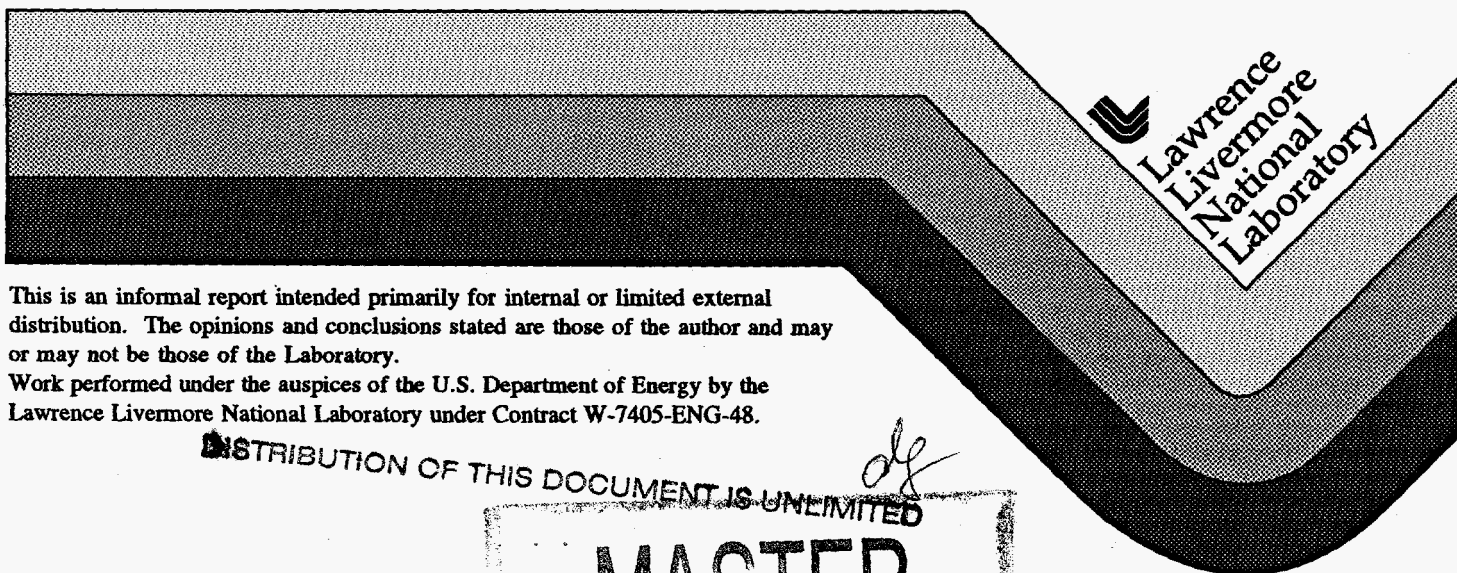 Lawrence
Livermore
National
Laboratory
This is an informal report intended primarily for internal or limited external
distribution. The opinions and conclusions stated are those of the author and may
or may not be those of the Laboratory.
Work performed under the auspices of the U.S. Department of Energy by the
Lawrence Livermore National Laboratory under Contract W-7405-ENG-48.
DISTRIBUTION OF THIS DOCUMENT IS UNLIMITED
MASTER